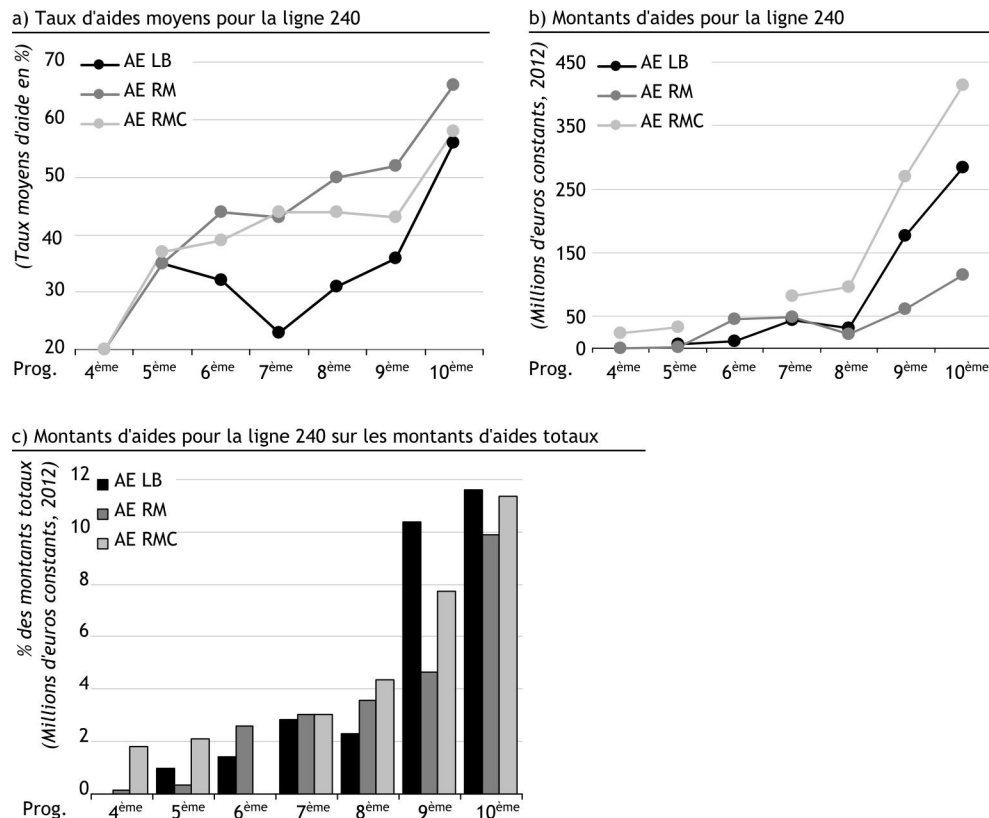 a) Taux d'aides moyens pour la ligne 240
(Taux moyens d'aide en %)
70
60
50
40
30
20
AE LB
AE RM
AE RMC
Prog. 4ème 5ème 6ème 7ème 8ème 9ème 10ème
b) Montants d'aides pour la ligne 240
(Millions d'euros constants, 2012)
450
350
250
150
50
0
AE LB
AE RM
AE RMC
Prog. 4ème 5ème 6ème 7ème 8ème 9ème 10ème
c) Montants d'aides pour la ligne 240 sur les montants d'aides totaux
% des montants totaux
(Millions d'euros constants, 2012)
12
10
8
6
4
2
0
AE LB
AE RM
AE RMC
Prog. 4ème 5ème 6ème 7ème 8ème 9ème 10ème